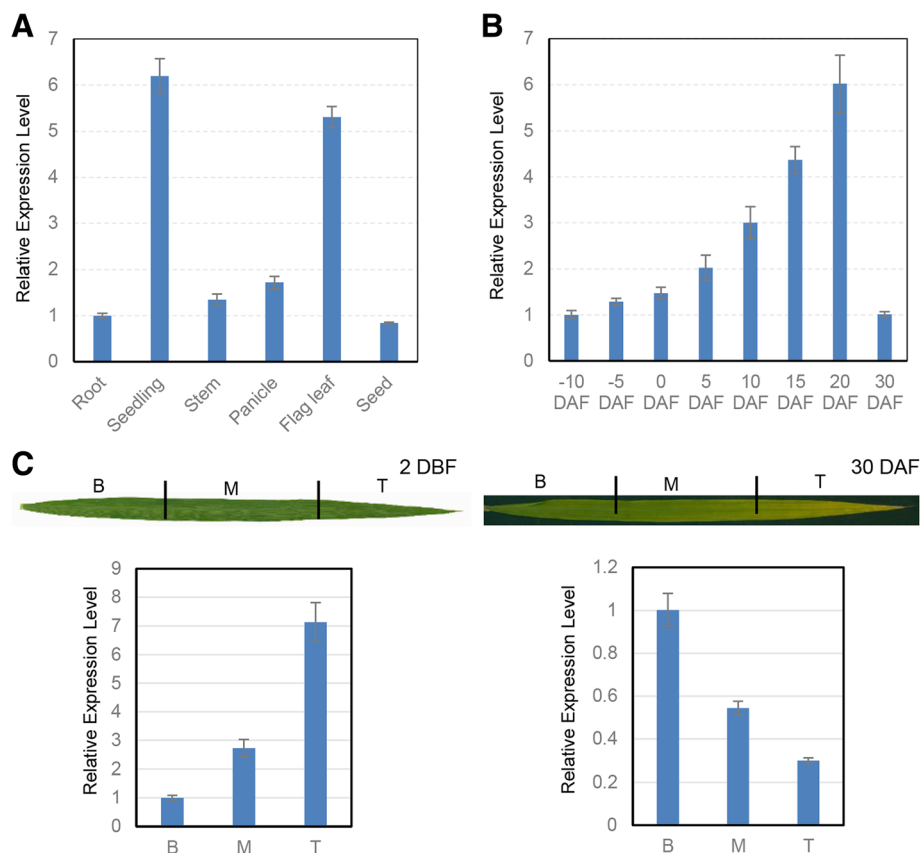 A
Relative Expression Level
7
6
5
4
3
2
1
0
Root
Seedling
Stem
Panicle
Flag leaf
Seed
B
Relative Expression Level
7
6
5
4
3
2
1
0
-10 -5 0 5 10 15 20 30
DAF DAF DAF DAF DAF DAF DAF DAF
C
2 DBF
B M T
30 DAF
B M T
Relative Expression Level
9
8
7
6
5
4
3
2
1
0
B M T
Relative Expression Level
1.2
1
0.8
0.6
0.4
0.2
0
B M T